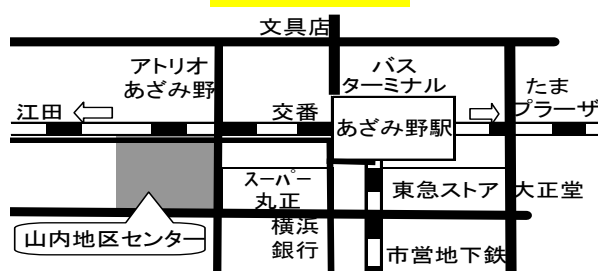 文具店
アトリオ
あざみ野
バス
ターミナル
たま
プラーザ
江田
交番
あざみ野駅
スーパー
丸正
東急ストア
大正堂
横浜
銀行
山内地区センター
市営地下鉄